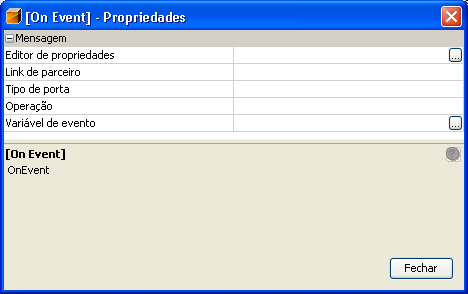 [On Event] - Propriedades
Mensagem
Editor de propriedades ...
Link de parceiro
Tipo de porta
Operação
Variável de evento ...
[On Event] ?
OnEvent
Fechar